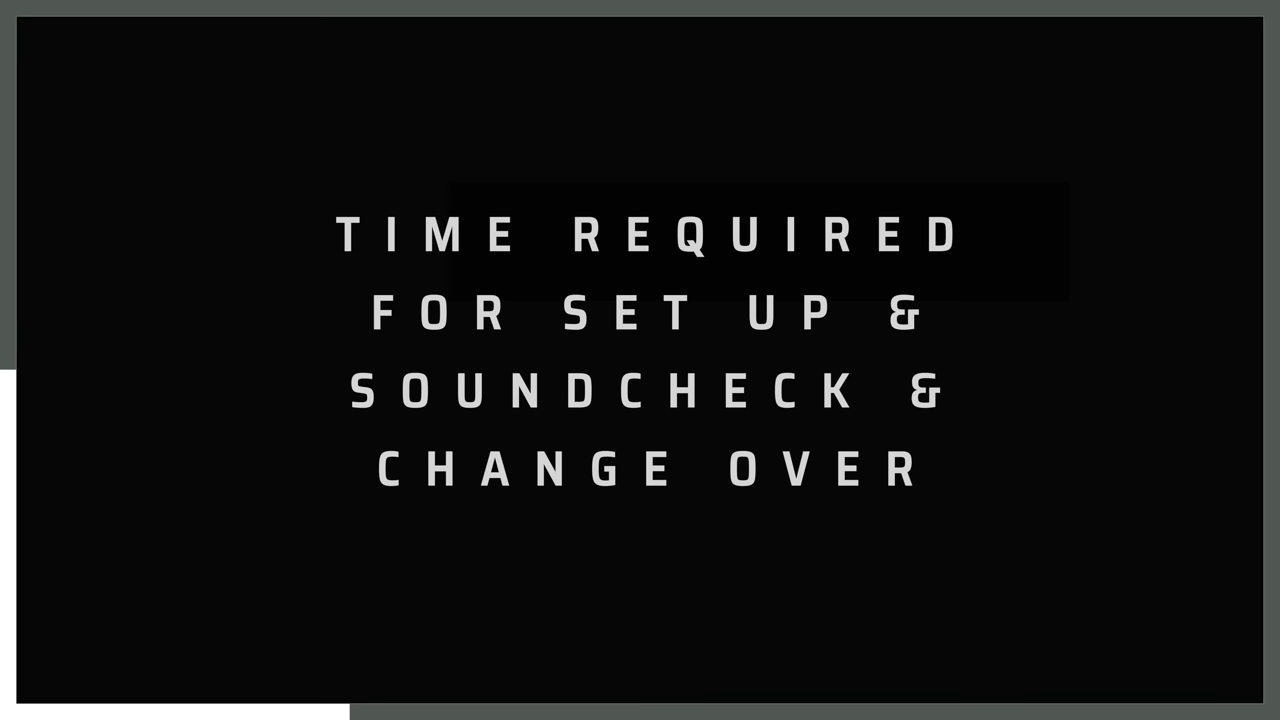 TIME REQUIRED
FOR SET UP &
SOUNDCHECK &
CHANGE OVER